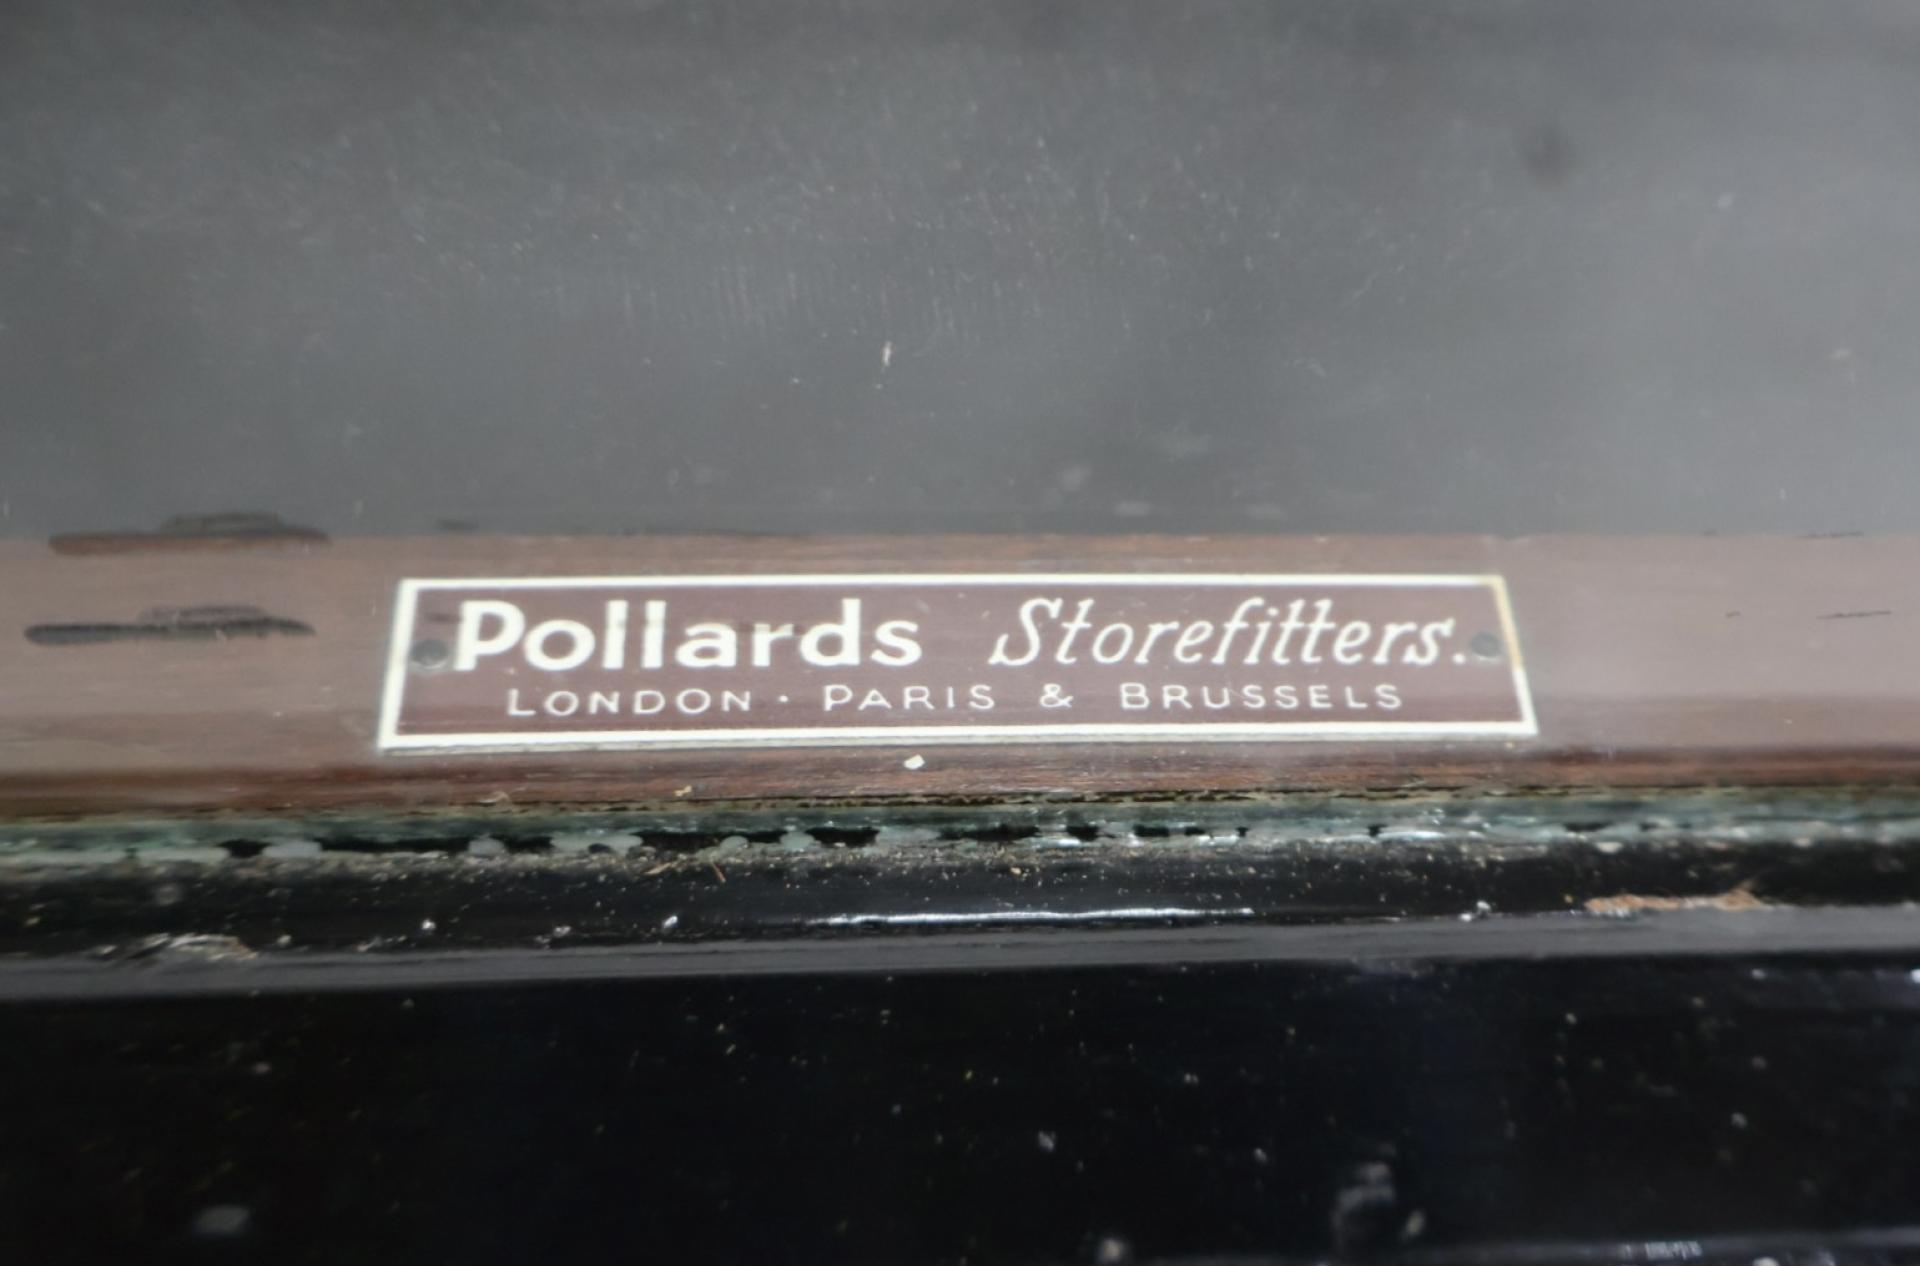 Pollards Storefitters.
LONDON · PARIS & BRUSSELS